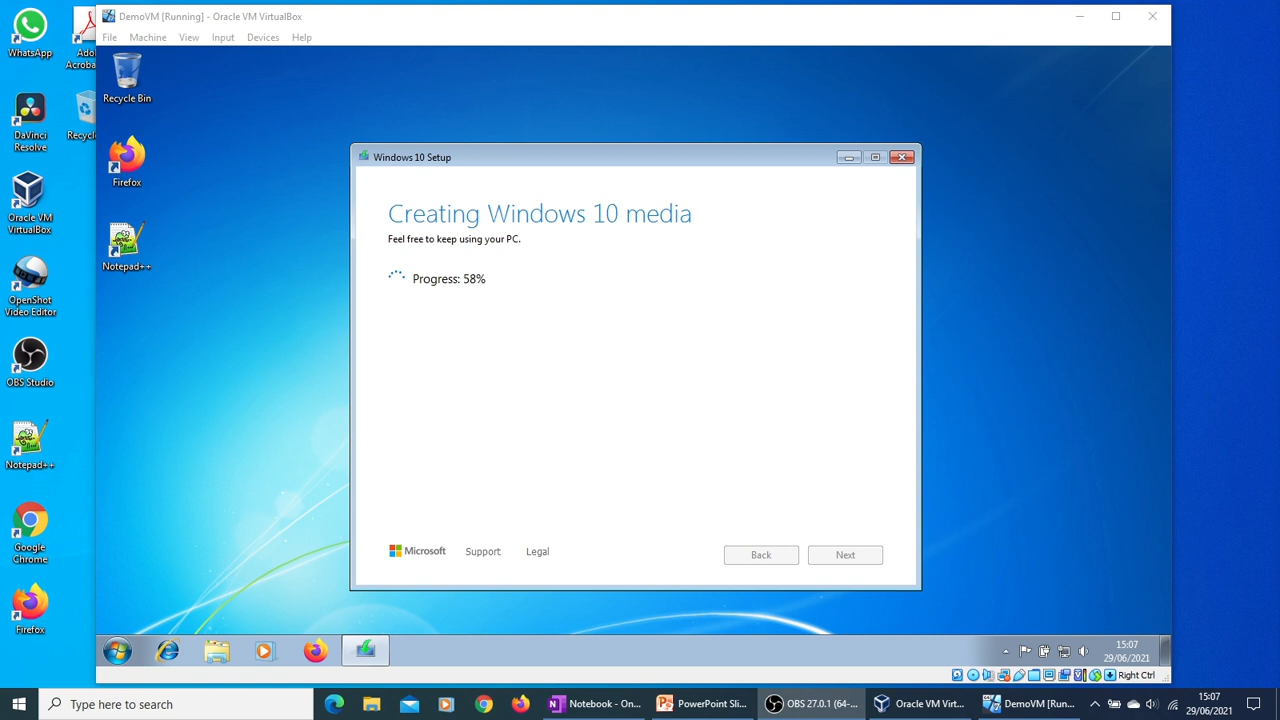 DemoVM [Running] - Oracle VM VirtualBox
File Machine View Input Devices Help
WhatsApp
DaVinci
Resolve
Oracle VM
VirtualBox
OpenShot
Video Editor
OBS Studio
Notepad++
Google
Chrome
Firefox
Recycle Bin
Firefox
Notepad++
Windows 10 Setup
Creating Windows 10 media
Feel free to keep using your PC.
Progress: 58%
Microsoft Support Legal
Back Next
15:07
29/06/2021
Right Ctrl
Type here to search
Notebook - On...
PowerPoint Sli...
OBS 27.0.1 (64-...
Oracle VM Virt...
DemoVM [Run...
15:07
29/06/2021